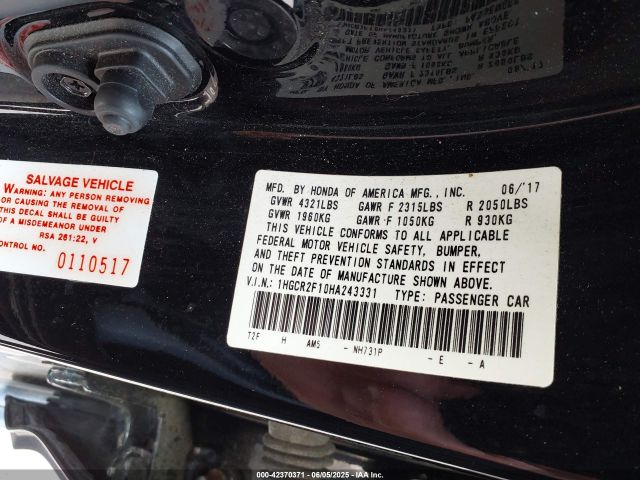 SALVAGE VEHICLE
WARNING: ANY PERSON REMOVING
OR CAUSING THE REMOVAL OF
THIS DECAL SHALL BE GUILTY
OF A MISDEMEANOR
RSA 261:22, V
CONTROL NO.
0110517
MFD. BY HONDA OF AMERICA MFG., INC. 06/'17
GVWR 4321LBS GAWR F 2315LBS R 2050LBS
GVWR 1960KG GAWR F 1050KG R 930KG
THIS VEHICLE CONFORMS TO ALL APPLICABLE
FEDERAL MOTOR VEHICLE SAFETY, BUMPER,
AND THEFT PREVENTION STANDARDS IN EFFECT
ON THE DATE OF MANUFACTURE SHOWN ABOVE.
V.I.N.: 1HGCR2F10HA243331 TYPE: PASSENGER CAR
T2F H AMS - NH731P - E - A
000-42370371 - 06/05/2025 - IAAI.COM